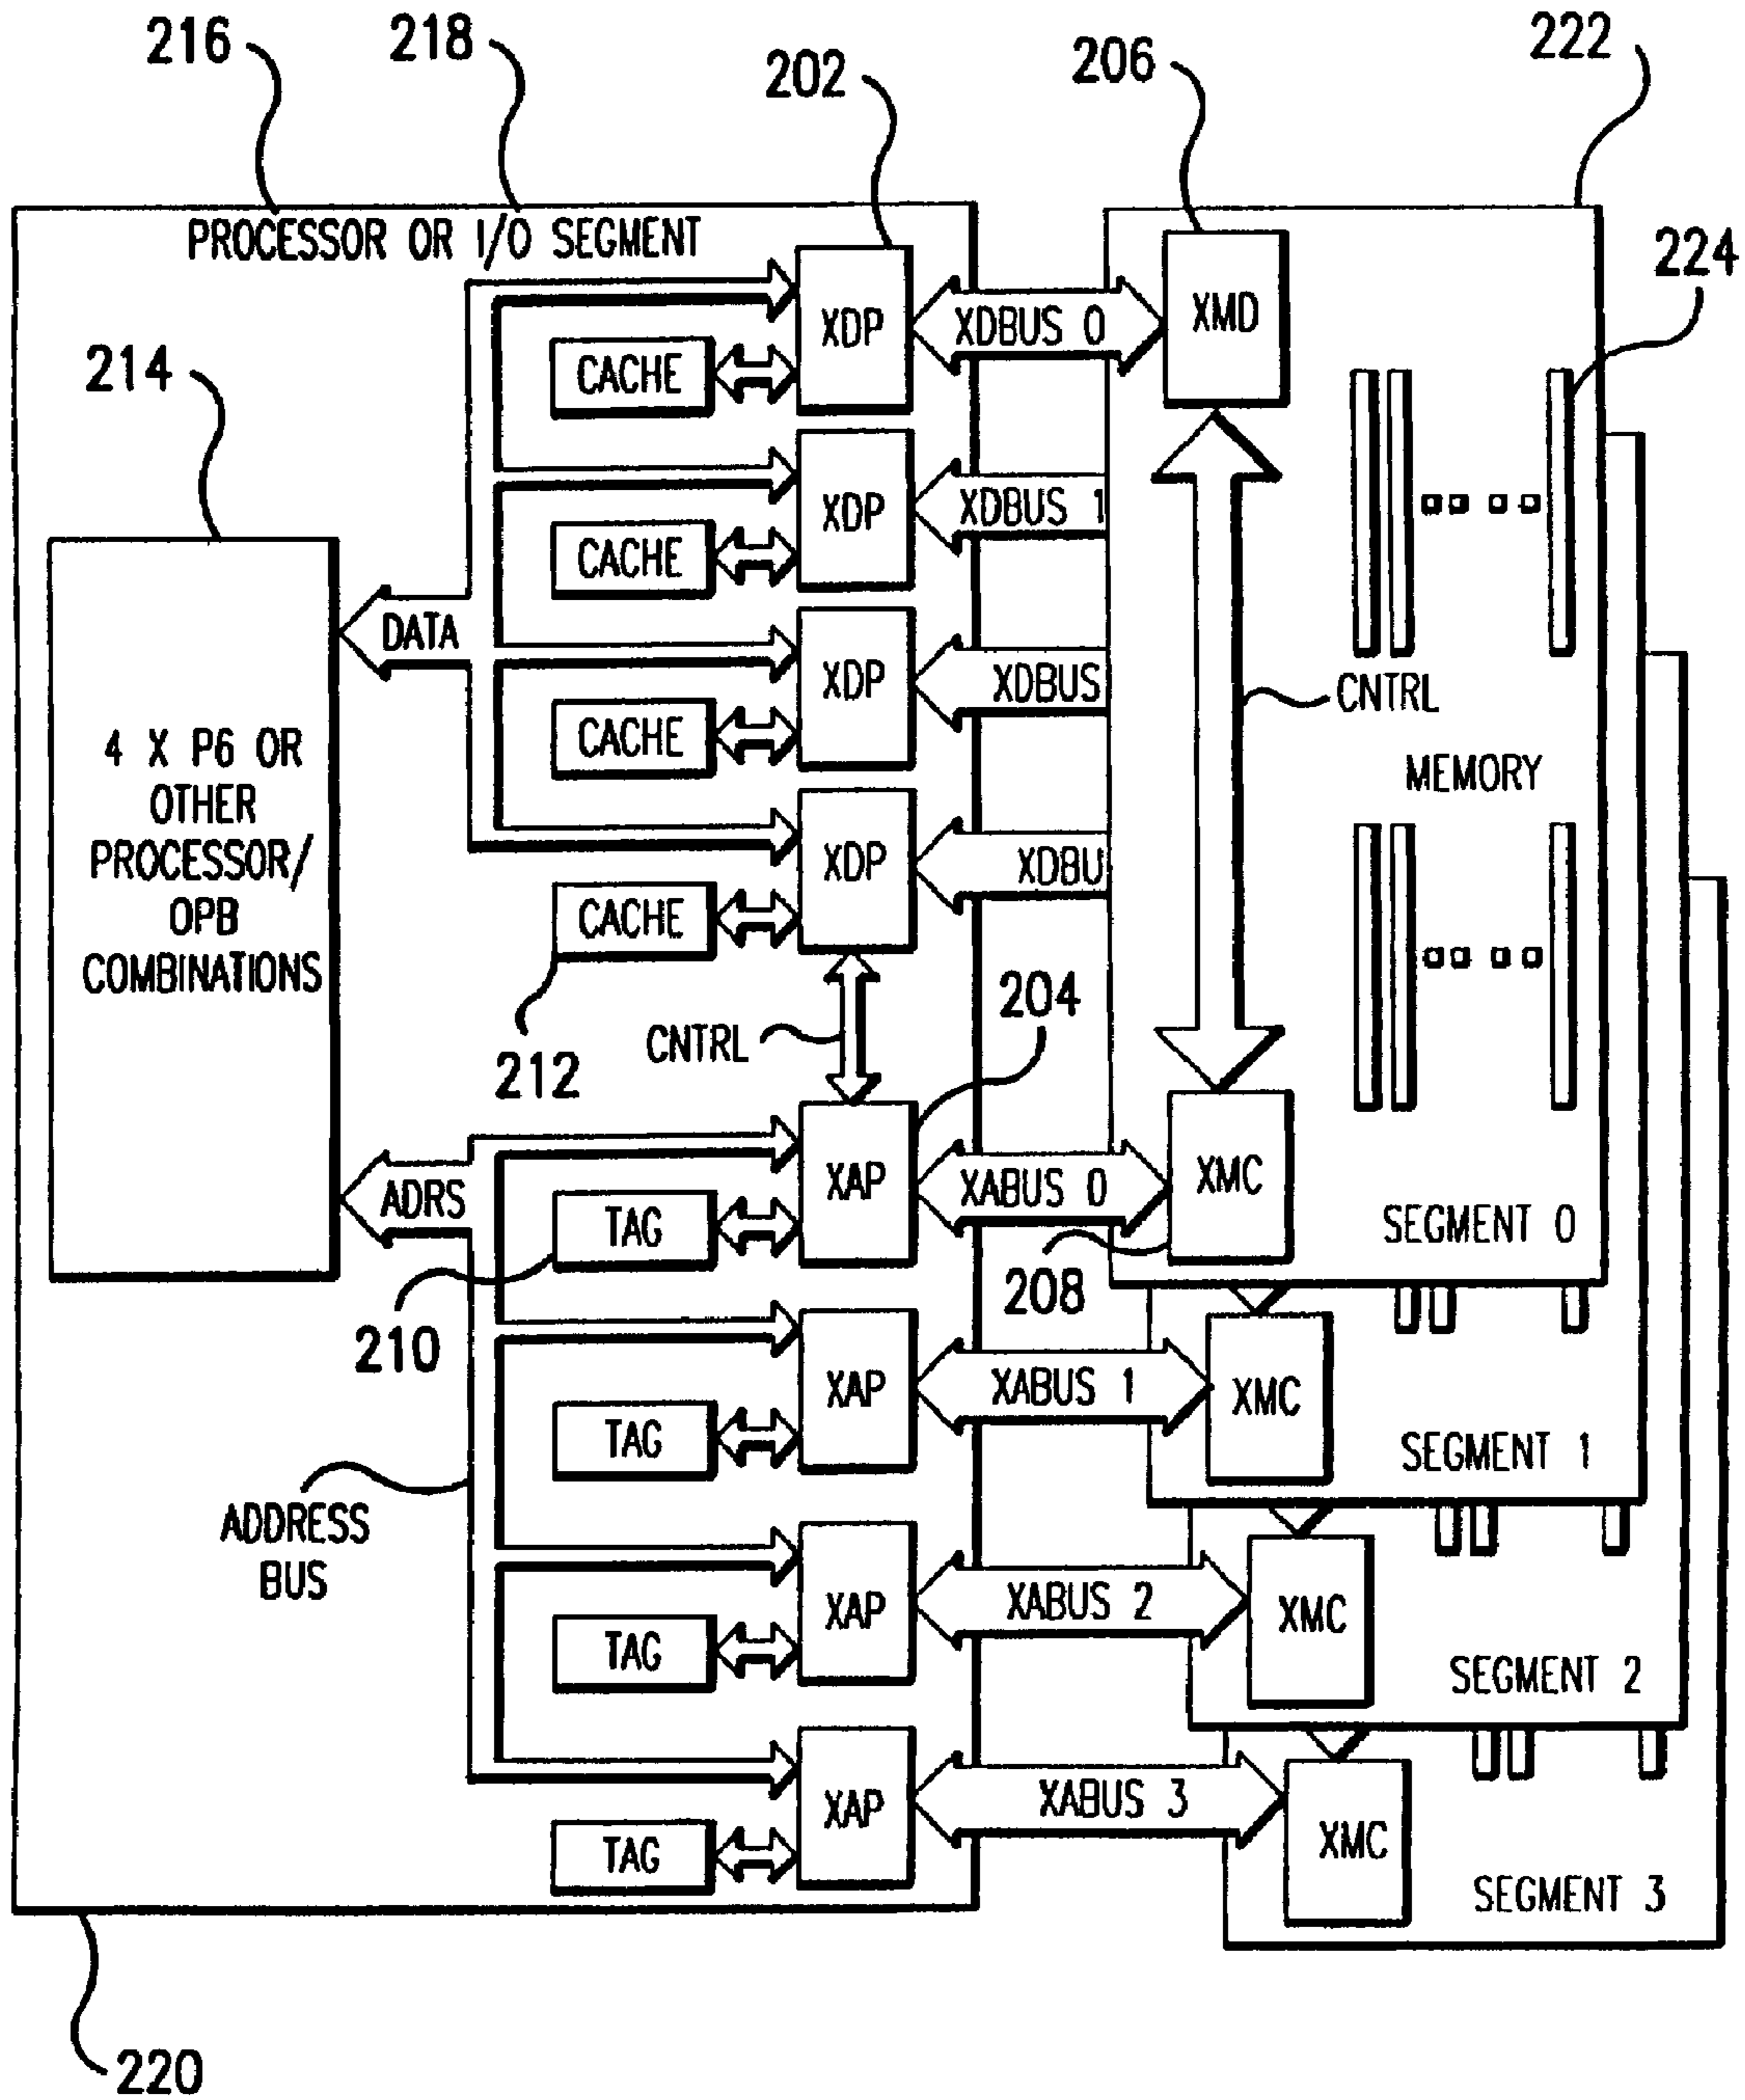 216
218
202
206
222
PROCESSOR OR I/O SEGMENT
224
214
XDP
XDBUS 0
XMD
CACHE
XDP
XDBUS 1
CACHE
DATA
XDP
XDBUS
CACHE
CNTRL
MEMORY
4 X P6 OR
OTHER
PROCESSOR/
OPB
COMBINATIONS
XDP
XDBU
CACHE
212
CNTRL
204
ADRS
XAP
XABUS 0
XMC
TAG
SEGMENT 0
208
210
XAP
XABUS 1
XMC
TAG
SEGMENT 1
ADDRESS
BUS
XAP
XABUS 2
XMC
TAG
SEGMENT 2
XAP
XABUS 3
XMC
TAG
SEGMENT 3
220